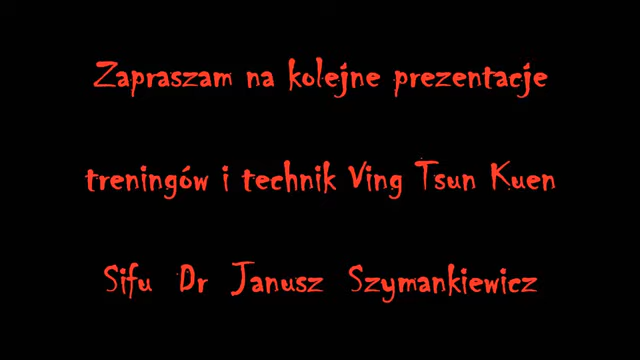 Zapraszam na kolejne prezentacje
treningów i technik Ving Tsun Kuen
Sifu Dr Janusz Szymankiewicz